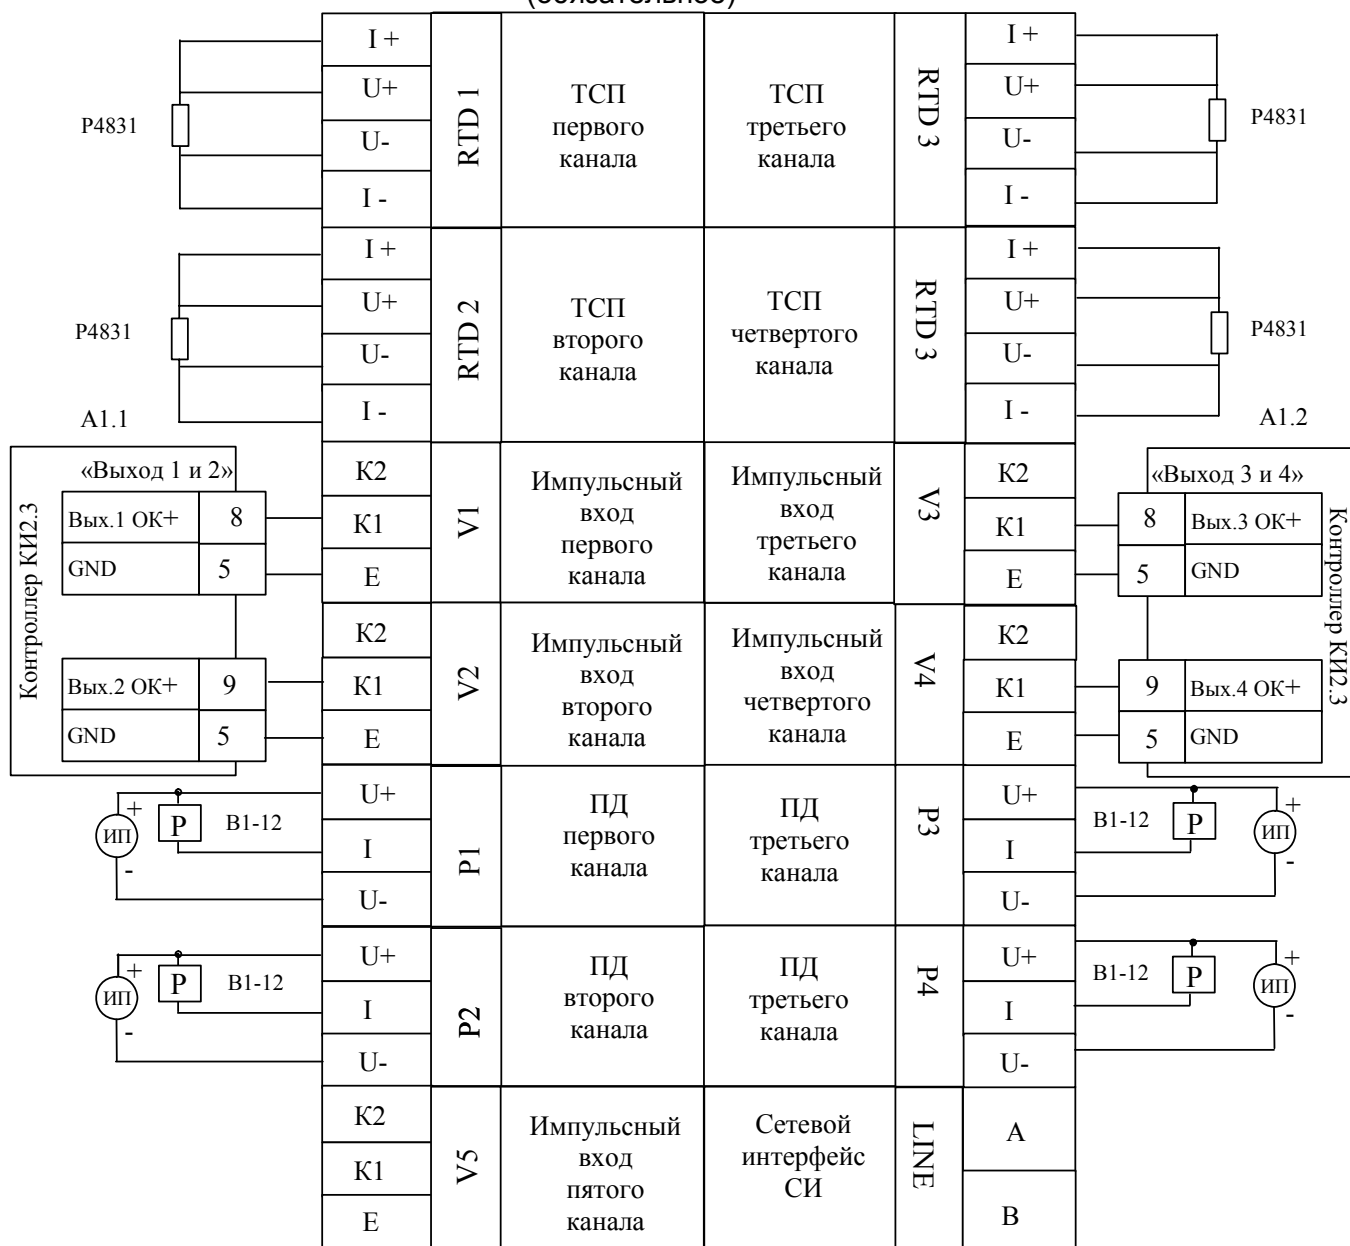 (обязательное)
I +
U+
U-
I -
RTD 1
ТСП
первого
канала
ТСП
третьего
канала
RTD 3
I +
U+
U-
I -
P4831
P4831
I +
U+
U-
I -
RTD 2
ТСП
второго
канала
ТСП
четвертого
канала
RTD 3
I +
U+
U-
I -
P4831
P4831
A1.1
A1.2
Контроллер КИ2.3
«Выход 1 и 2»
Вых.1 ОК+
8
GND
5
Вых.2 ОК+
9
GND
5
K2
K1
E
V1
Импульсный
вход
первого
канала
Импульсный
вход
третьего
канала
V3
K2
K1
E
«Выход 3 и 4»
8
Вых.3 ОК+
5
GND
9
Вых.4 ОК+
5
GND
Контроллер КИ2.3
K2
K1
E
V2
Импульсный
вход
второго
канала
Импульсный
вход
четвертого
канала
V4
K2
K1
E
ИП
+
-
P
B1-12
U+
I
U-
P1
ПД
первого
канала
ПД
третьего
канала
P3
U+
I
U-
B1-12
P
ИП
+
-
ИП
+
-
P
B1-12
U+
I
U-
P2
ПД
второго
канала
ПД
третьего
канала
P4
U+
I
U-
B1-12
P
ИП
+
-
K2
K1
E
V5
Импульсный
вход
пятого
канала
Сетевой
интерфейс
СИ
LINE
A
B